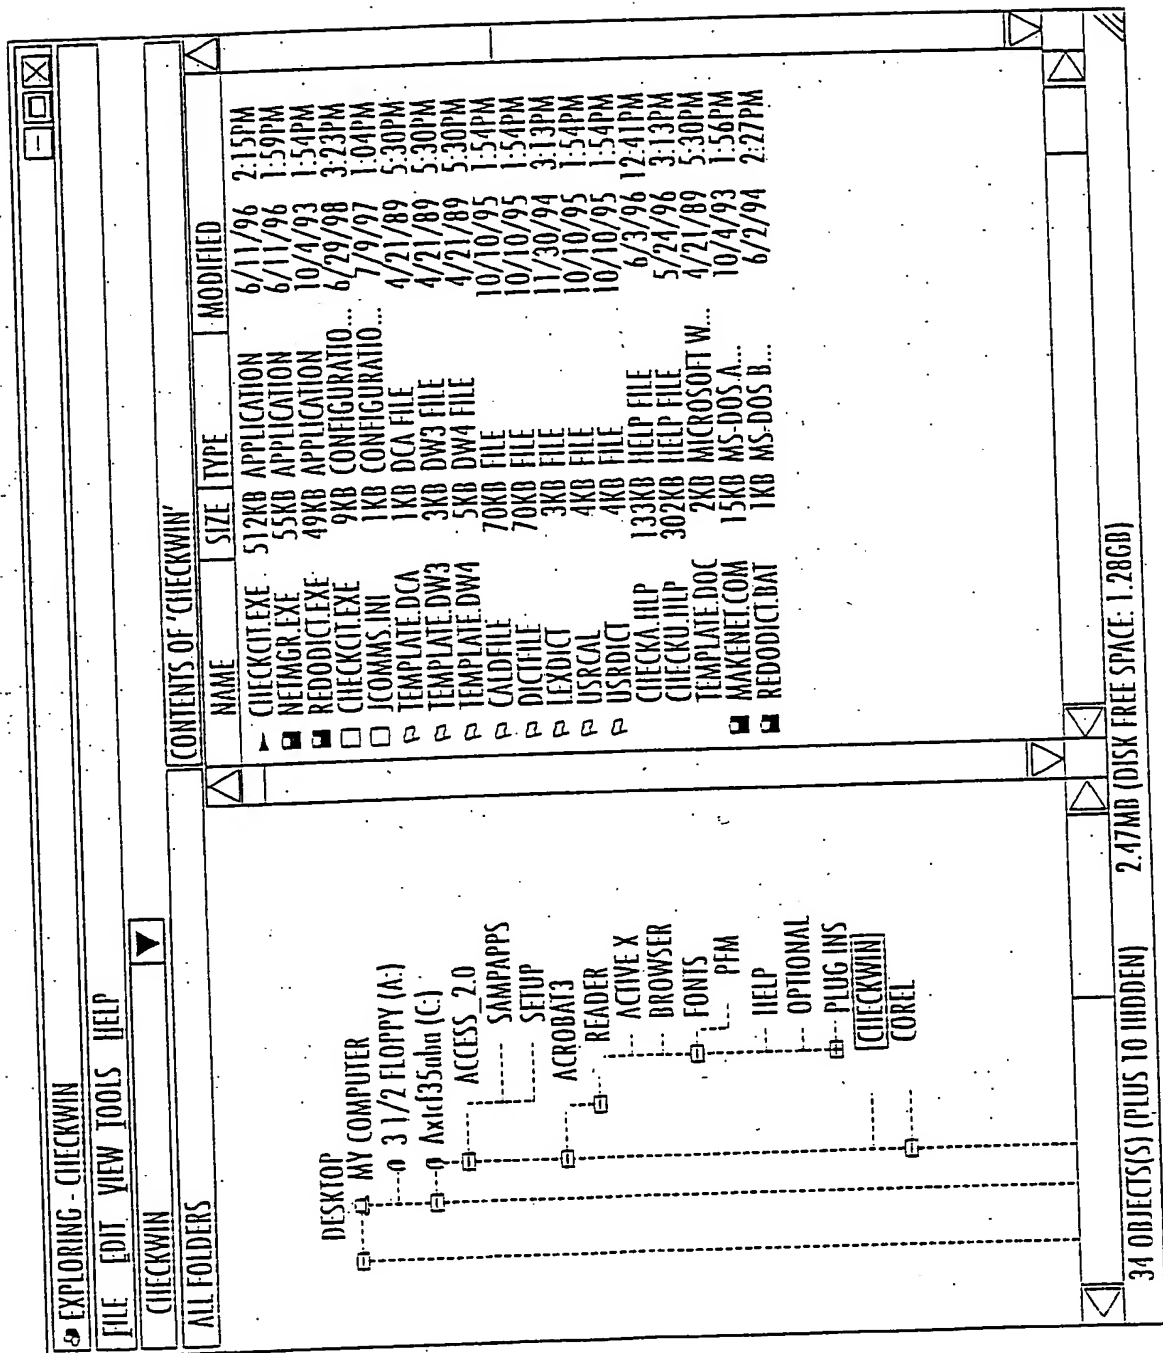 EXPLORING - CHECKWIN
FILE EDIT VIEW TOOLS HELP
CHECKWIN
ALL FOLDERS
DESKTOP
MY COMPUTER
3 1/2 FLOPPY (A:)
(C:)
ACCESS_2.0
SAMPAPPS
SETUP
ACROBAT3
READER
ACTIVE X
BROWSER
FONTS
PFM
HELP
OPTIONAL
PLUG INS
CHECKWIN
COREL
CONTENTS OF 'CHECKWIN'
NAME SIZE TYPE MODIFIED
CHECKCIT.EXE 512KB APPLICATION 6/11/96 2:15PM
NETMGR.EXE 55KB APPLICATION 6/11/96 1:59PM
REDODICT.EXE 49KB APPLICATION 10/4/93 1:54PM
CHECKCIT.EXE 9KB CONFIGURATIO... 6/29/98 3:23PM
JCOMMS.INI 1KB CONFIGURATIO... 7/9/97 1:04PM
TEMPLATE.DCA 1KB DCA FILE 4/21/89 5:30PM
TEMPLATE.DW3 3KB DW3 FILE 4/21/89 5:30PM
TEMPLATE.DW4 5KB DW4 FILE 4/21/89 5:30PM
CALDFILE 70KB FILE 10/10/95 1:54PM
DICTFILE 70KB FILE 10/10/95 1:54PM
LEXDICT 3KB FILE 11/30/94 3:13PM
USRCAL 4KB FILE 10/10/95 1:54PM
USRDICT 4KB FILE 10/10/95 1:54PM
CHECKA.HLP 133KB HELP FILE 6/3/96 12:41PM
CHECKU.HLP 302KB HELP FILE 5/24/96 3:13PM
TEMPLATE.DOC 2KB MICROSOFT W... 4/21/89 5:30PM
MAKENET.COM 15KB MS-DOS A... 10/4/93 1:56PM
REDODICT.BAT 1KB MS-DOS B... 6/2/94 2:27PM
34 OBJECTS(S) (PLUS 10 HIDDEN) 2.47MB (DISK FREE SPACE: 1.28GB)